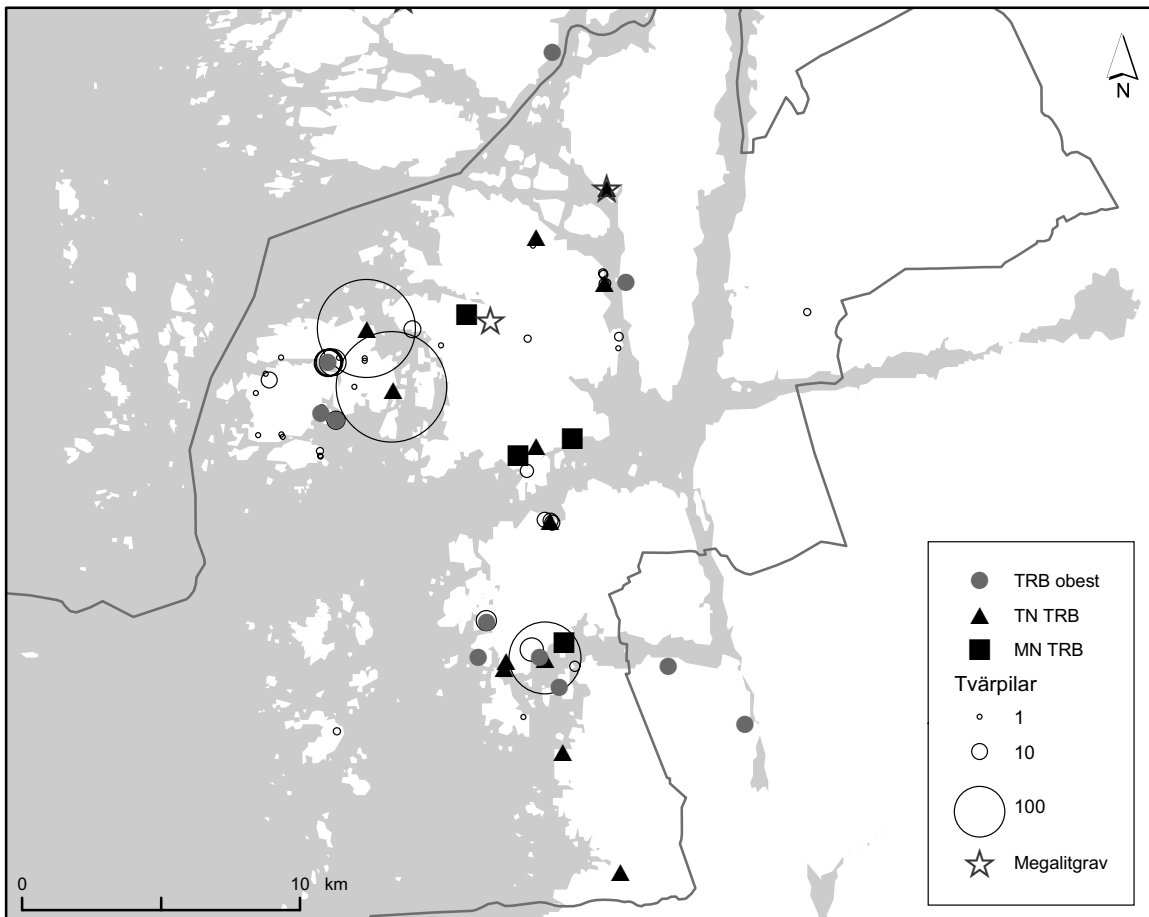 N
TRB obest
TN TRB
MN TRB
Tvärpilar
1
10
100
Megalitgrav
0 10 km